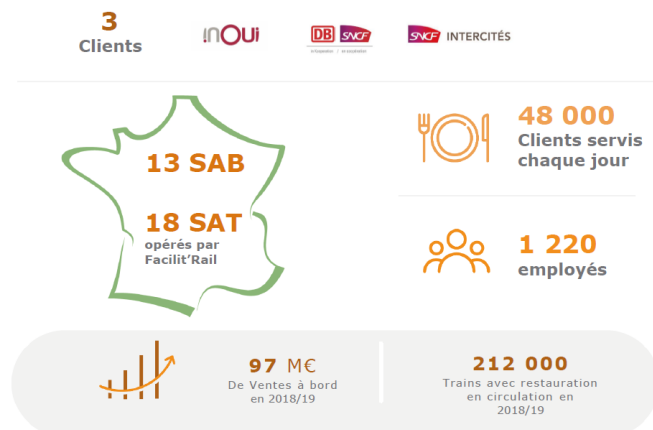 3
Clients
inOui
DB SNCF
SNCF INTERCITÉS
13 SAB
18 SAT
opérés par
Facilit'Rail
48 000
Clients servis
chaque jour
1 220
employés
97 M€
De Ventes à bord
en 2018/19
212 000
Trains avec restauration
en circulation en
2018/19